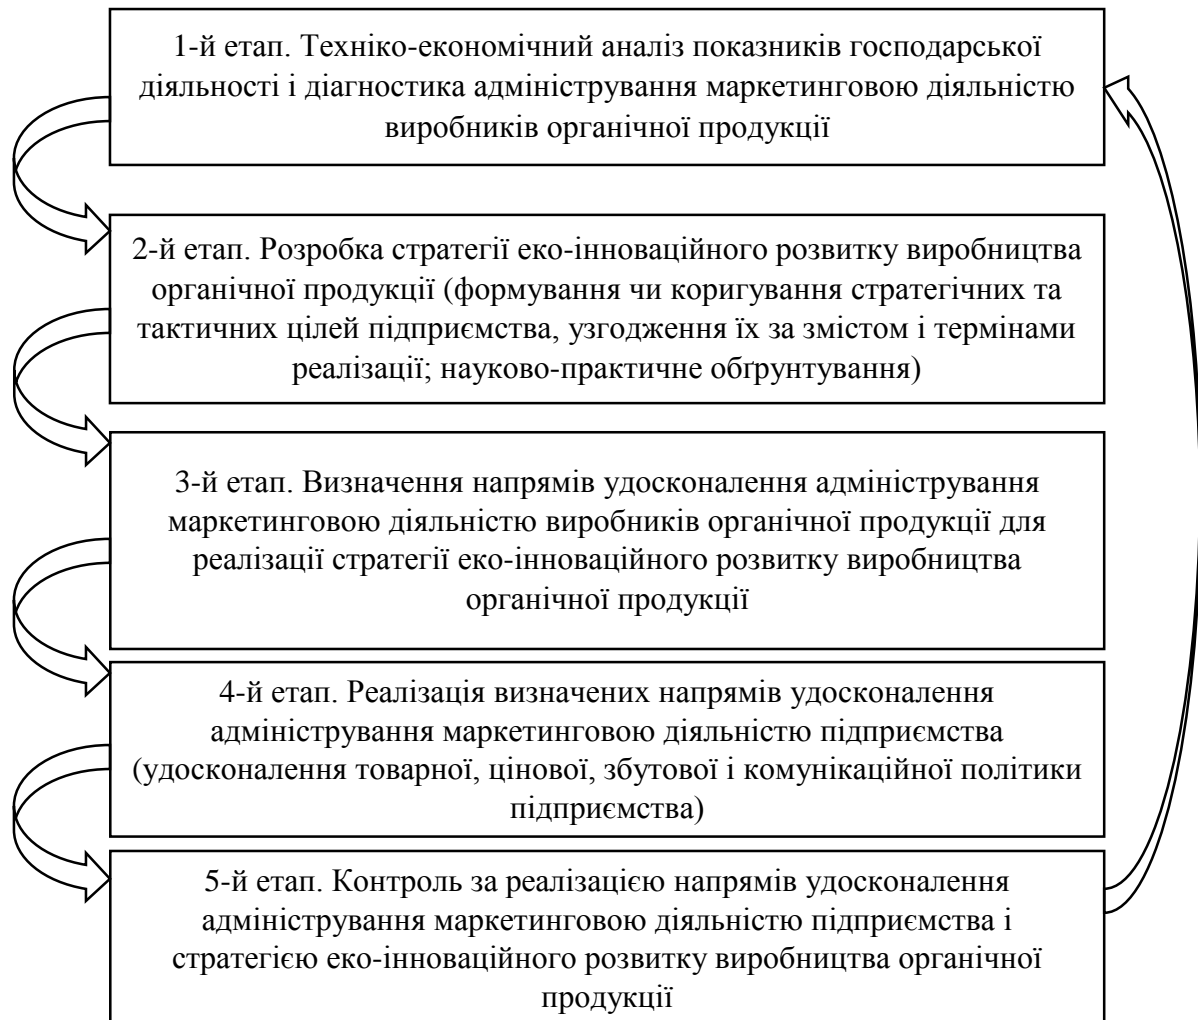 1-й етап. Техніко-економічний аналіз показників господарської
діяльності і діагностика адміністрування маркетинговою діяльністю
виробників органічної продукції
2-й етап. Розробка стратегії еко-інноваційного розвитку виробництва
органічної продукції (формування чи коригування стратегічних та
тактичних цілей підприємства, узгодження їх за змістом і термінами
реалізації; науково-практичне обґрунтування)
3-й етап. Визначення напрямів удосконалення адміністрування
маркетинговою діяльністю виробників органічної продукції для
реалізації стратегії еко-інноваційного розвитку виробництва
органічної продукції
4-й етап. Реалізація визначених напрямів удосконалення
адміністрування маркетинговою діяльністю підприємства
(удосконалення товарної, цінової, збутової і комунікаційної політики
підприємства)
5-й етап. Контроль за реалізацією напрямів удосконалення
адміністрування маркетинговою діяльністю підприємства і
стратегією еко-інноваційного розвитку виробництва органічної
продукції